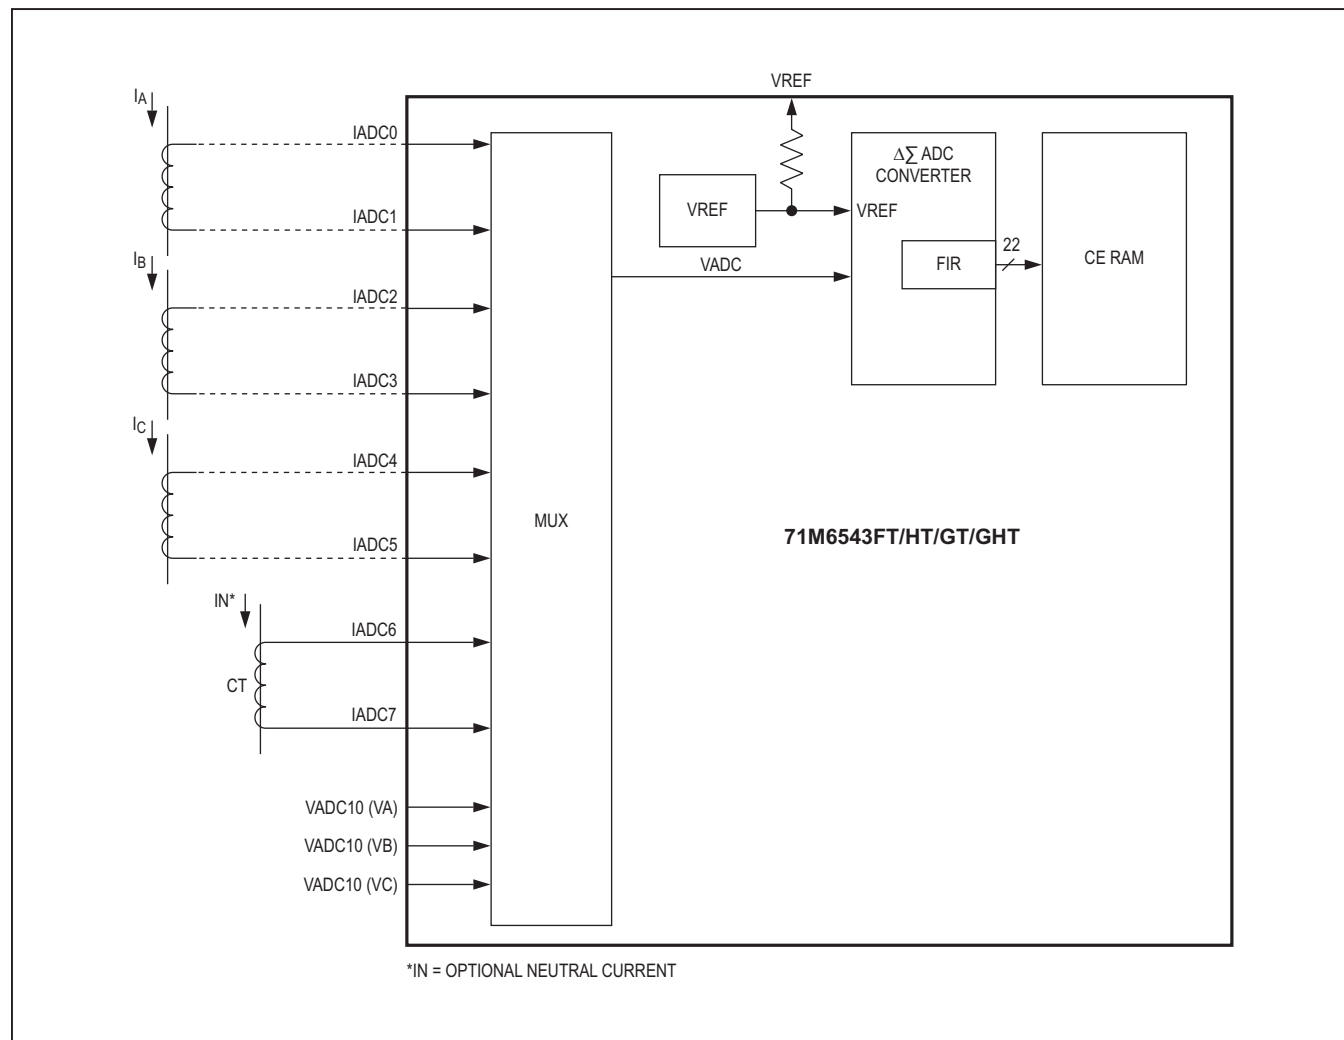 VREF
IA
IADC0
ΔΣ ADC
CONVERTER
VREF
VREF
IADC1
22
IB
VADC
FIR
CE RAM
IADC2
IADC3
IC
IADC4
MUX
71M6543FT/HT/GT/GHT
IADC5
IN*
IADC6
CT
IADC7
VADC10 (VA)
VADC10 (VB)
VADC10 (VC)
*IN = OPTIONAL NEUTRAL CURRENT